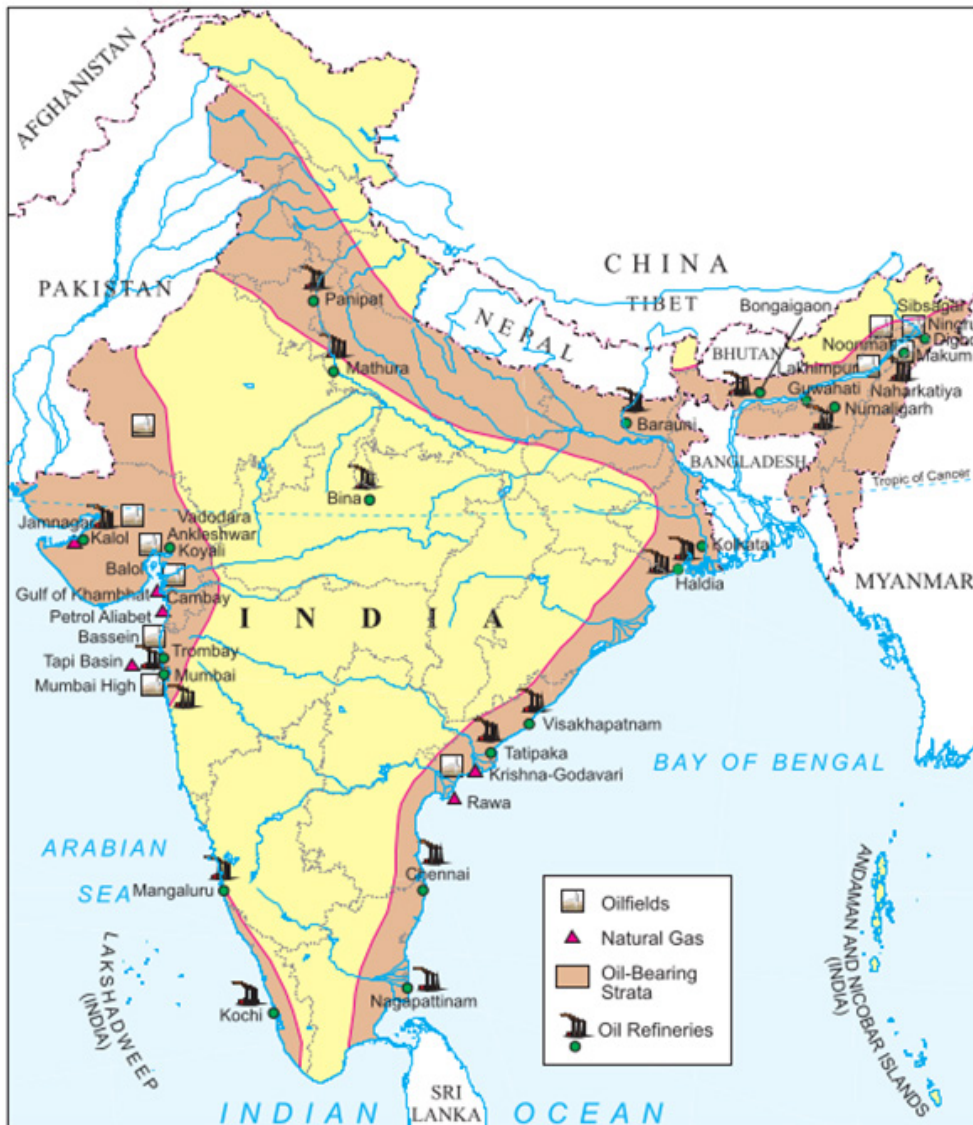 AFGHANISTAN
PAKISTAN
CHINA
TIBET
NEPAL
BHUTAN
BANGLADESH
MYANMAR
Tropic of Cancer
Panipat
Mathura
Bongaigaon
Sibsagar
Noonmati
Makum
Lakhimpur
Guwahati
Naharkatiya
Numaligarh
Barauni
Bina
Jamnagar
Kalol
Vadodara
Ankleshwar
Koyali
Balol
Gulf of Khambhat
Cambay
Petrol Aliabet
Bassein
Trombay
Tapi Basin
Mumbai
Mumbai High
Kolkata
Haldia
INDIA
Visakhapatnam
Tatipaka
Krishna-Godavari
Rawa
BAY OF BENGAL
ARABIAN
SEA
Mangaluru
Chennai
Kochi
Nagapattinam
LAKSHADWEEP
(INDIA)
ANDAMAN AND NICOBAR ISLANDS
(INDIA)
Oilfields
Natural Gas
Oil-Bearing
Strata
Oil Refineries
SRI
LANKA
INDIAN OCEAN